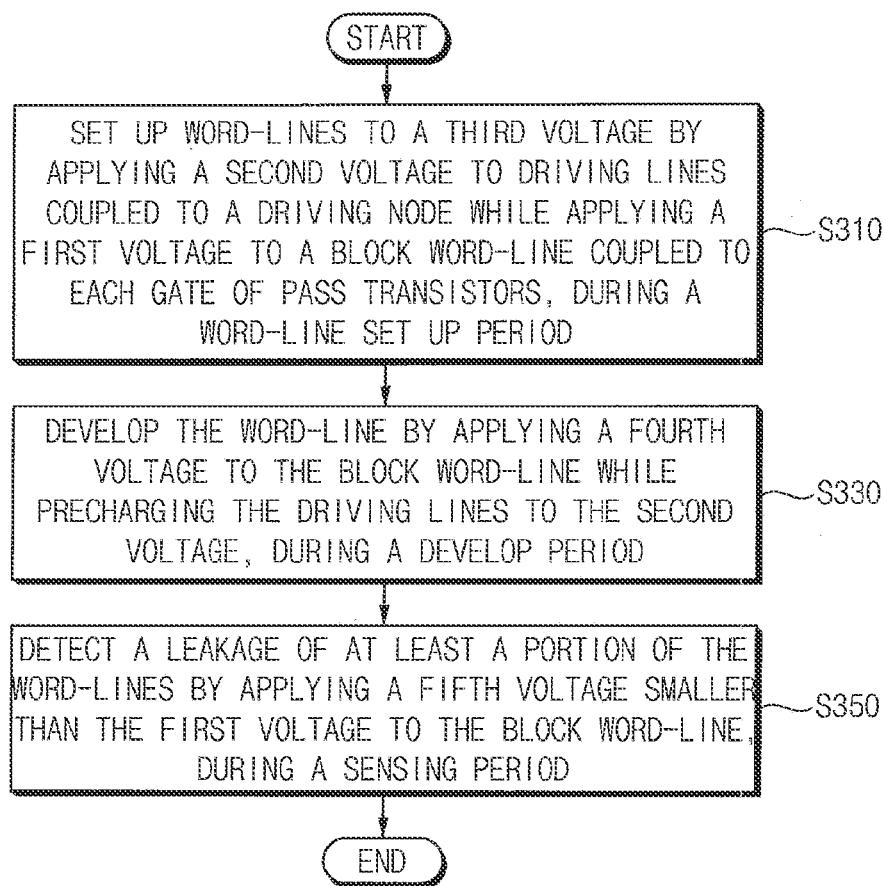 START
SET UP WORD-LINES TO A THIRD VOLTAGE BY
APPLYING A SECOND VOLTAGE TO DRIVING LINES
COUPLED TO A DRIVING NODE WHILE APPLYING A
FIRST VOLTAGE TO A BLOCK WORD-LINE COUPLED TO
EACH GATE OF PASS TRANSISTORS, DURING A
WORD-LINE SET UP PERIOD
S310
DEVELOP THE WORD-LINE BY APPLYING A FOURTH
VOLTAGE TO THE BLOCK WORD-LINE WHILE
PRECHARGING THE DRIVING LINES TO THE SECOND
VOLTAGE, DURING A DEVELOP PERIOD
S330
DETECT A LEAKAGE OF AT LEAST A PORTION OF THE
WORD-LINES BY APPLYING A FIFTH VOLTAGE SMALLER
THAN THE FIRST VOLTAGE TO THE BLOCK WORD-LINE,
DURING A SENSING PERIOD
S350
END